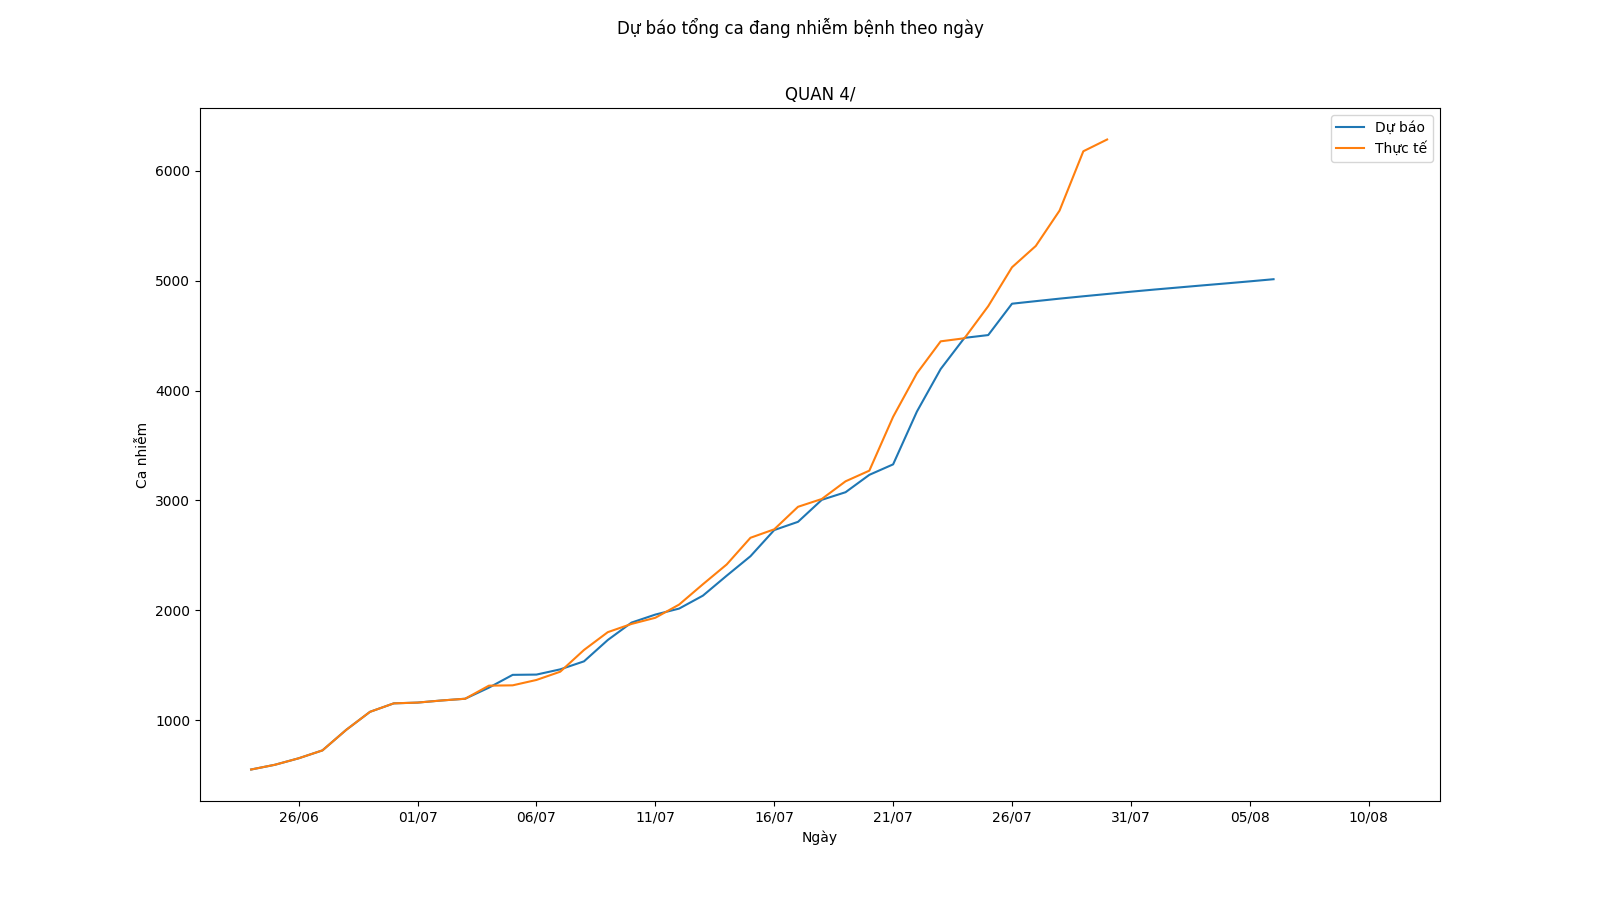 Dự báo tổng ca đang nhiễm bệnh theo ngày
QUAN 4/
Dự báo
Thực tế
6000
5000
4000
3000
2000
1000
Ca nhiễm
26/06
01/07
06/07
11/07
16/07
21/07
26/07
31/07
05/08
10/08
Ngày